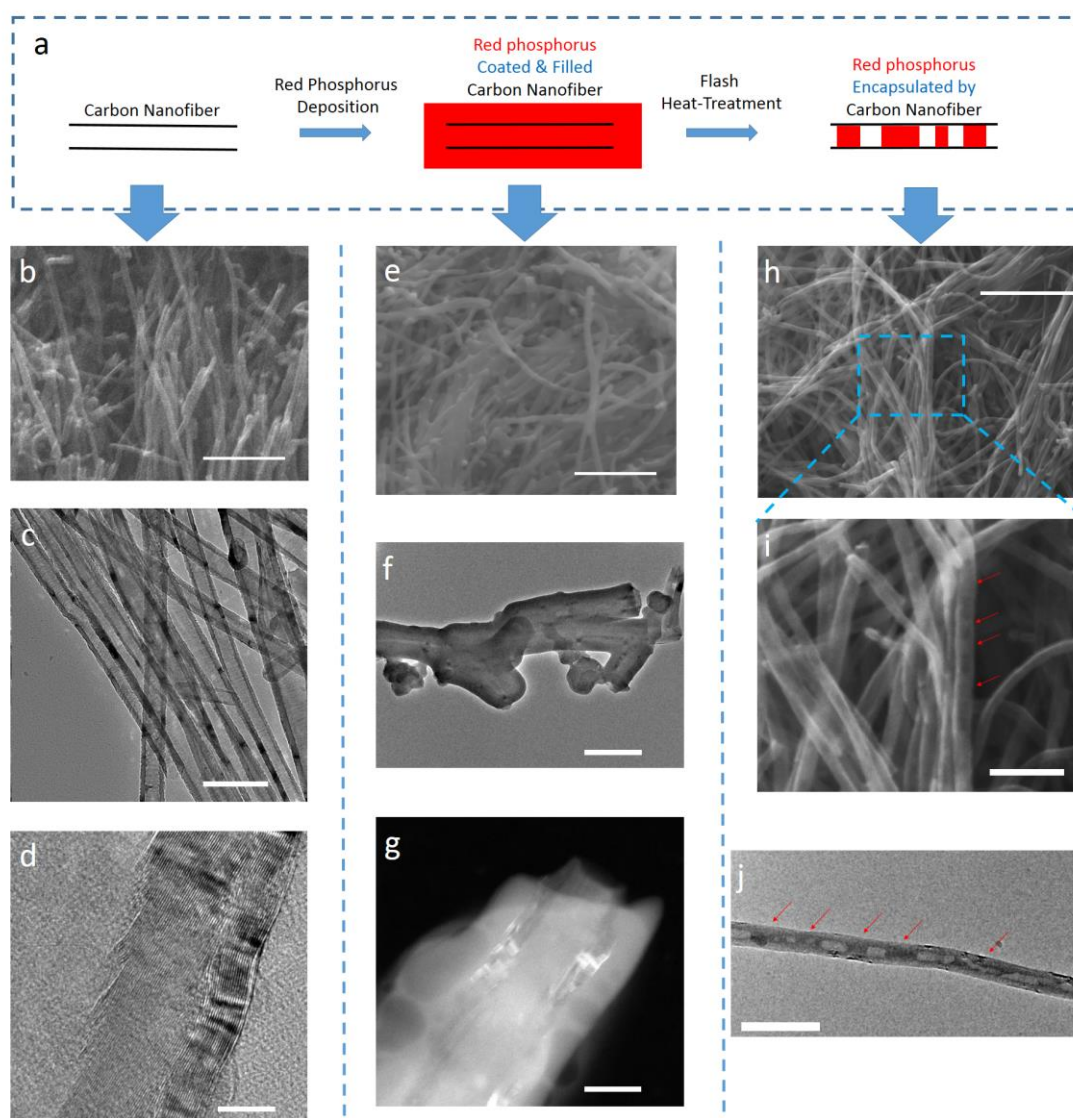 a
Carbon Nanofiber
Red Phosphorus
Deposition
Red phosphorus
Coated & Filled
Carbon Nanofiber
Flash
Heat-Treatment
Red phosphorus
Encapsulated by
Carbon Nanofiber
b
e
h
c
f
i
d
g
j